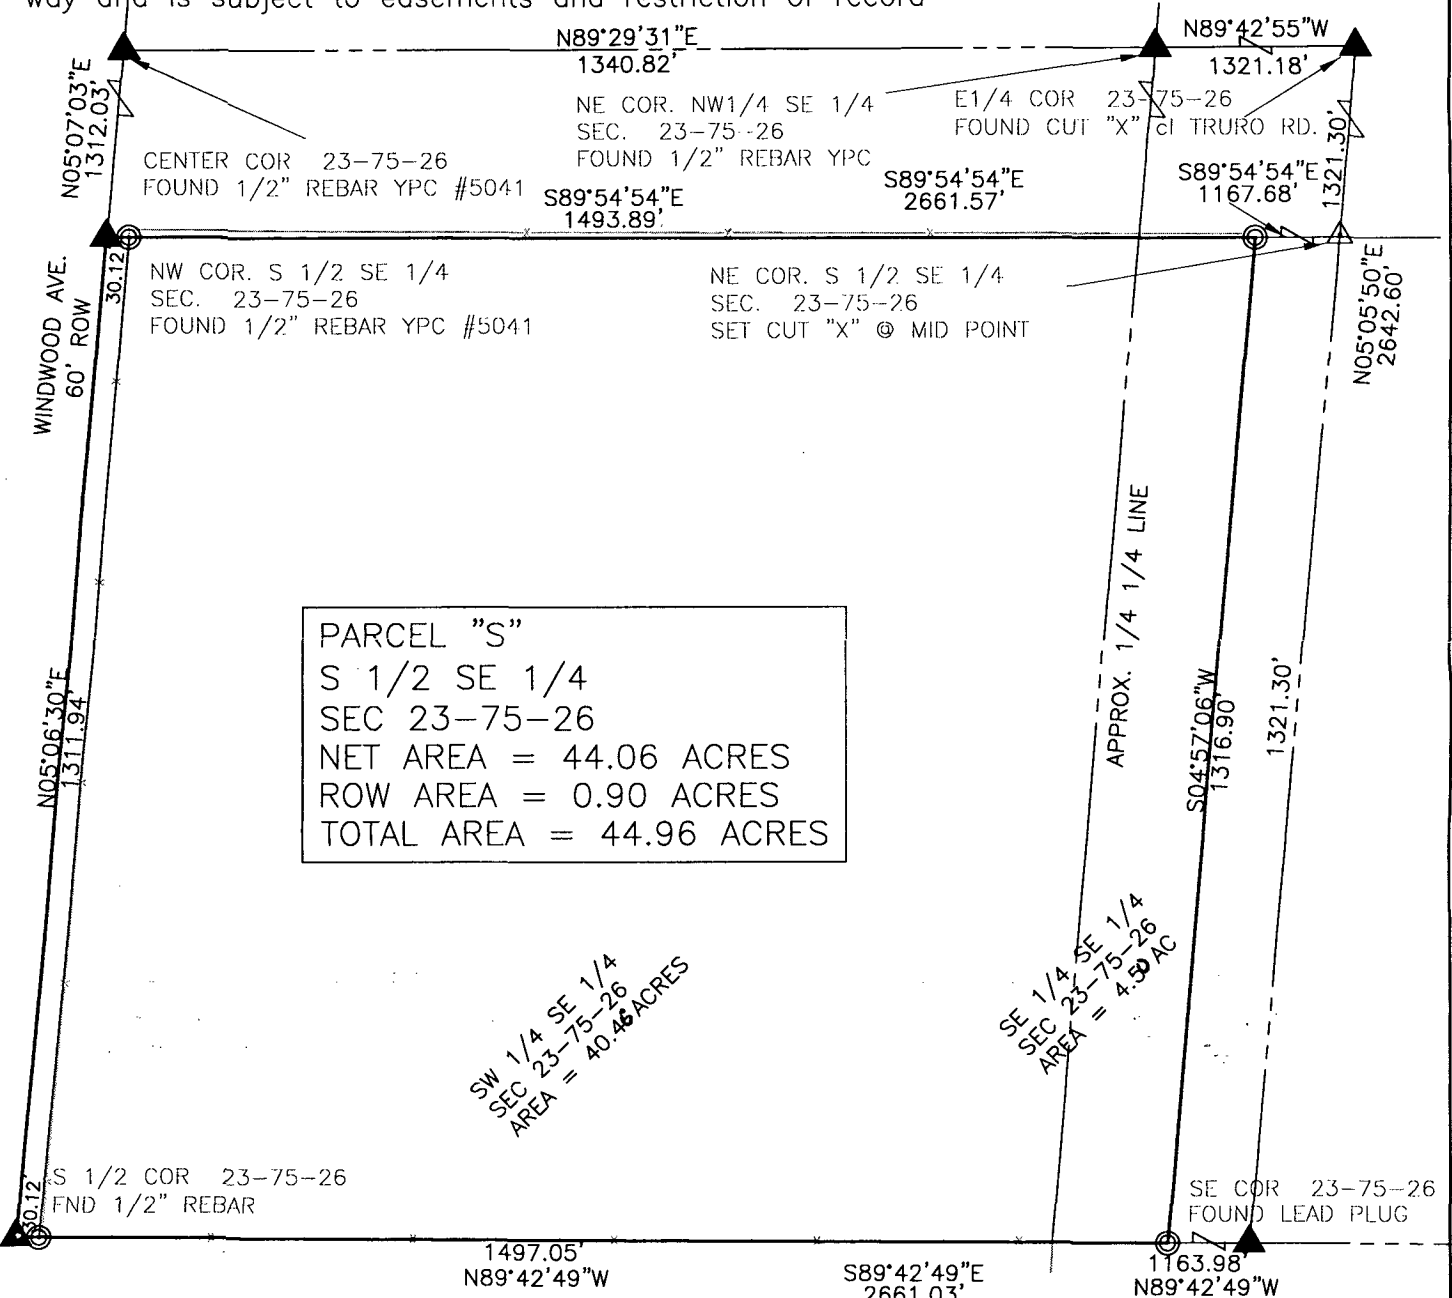 way and is subject to easements and restriction of record
N89°29'31"E
1340.82'
N89°42'55"W
1321.18'
N05°07'03"E
1312.03'
NE COR. NW1/4 SE 1/4
SEC. 23-75-26
FOUND 1/2" REBAR YPC
E1/4 COR 23-75-26
FOUND CUT "X" cl TRURO RD.
1321.30'
CENTER COR 23-75-26
FOUND 1/2" REBAR YPC #5041
S89°54'54"E
1493.89'
S89°54'54"E
2661.57'
S89°54'54"E
1167.68'
30.12'
NW COR. S 1/2 SE 1/4
SEC. 23-75-26
FOUND 1/2" REBAR YPC #5041
NE COR. S 1/2 SE 1/4
SEC. 23-75-26
SET CUT "X" @ MID POINT
N05°05'50"E
2642.60'
WINDWOOD AVE.
60' ROW
APPROX. 1/4 1/4 LINE
PARCEL "S"
S 1/2 SE 1/4
SEC 23-75-26
NET AREA = 44.06 ACRES
ROW AREA = 0.90 ACRES
TOTAL AREA = 44.96 ACRES
N05°06'30"E
1311.94'
S04°57'06"W
1316.90'
1321.30'
SW 1/4 SE 1/4
SEC 23-75-26
AREA = 40.46 ACRES
SE 1/4 SE 1/4
SEC 23-75-26
AREA = 4.50 AC
S 1/2 COR 23-75-26
FND 1/2" REBAR
30.12'
SE COR 23-75-26
FOUND LEAD PLUG
1497.05'
N89°42'49"W
S89°42'49"E
2661.03'
1163.98'
N89°42'49"W